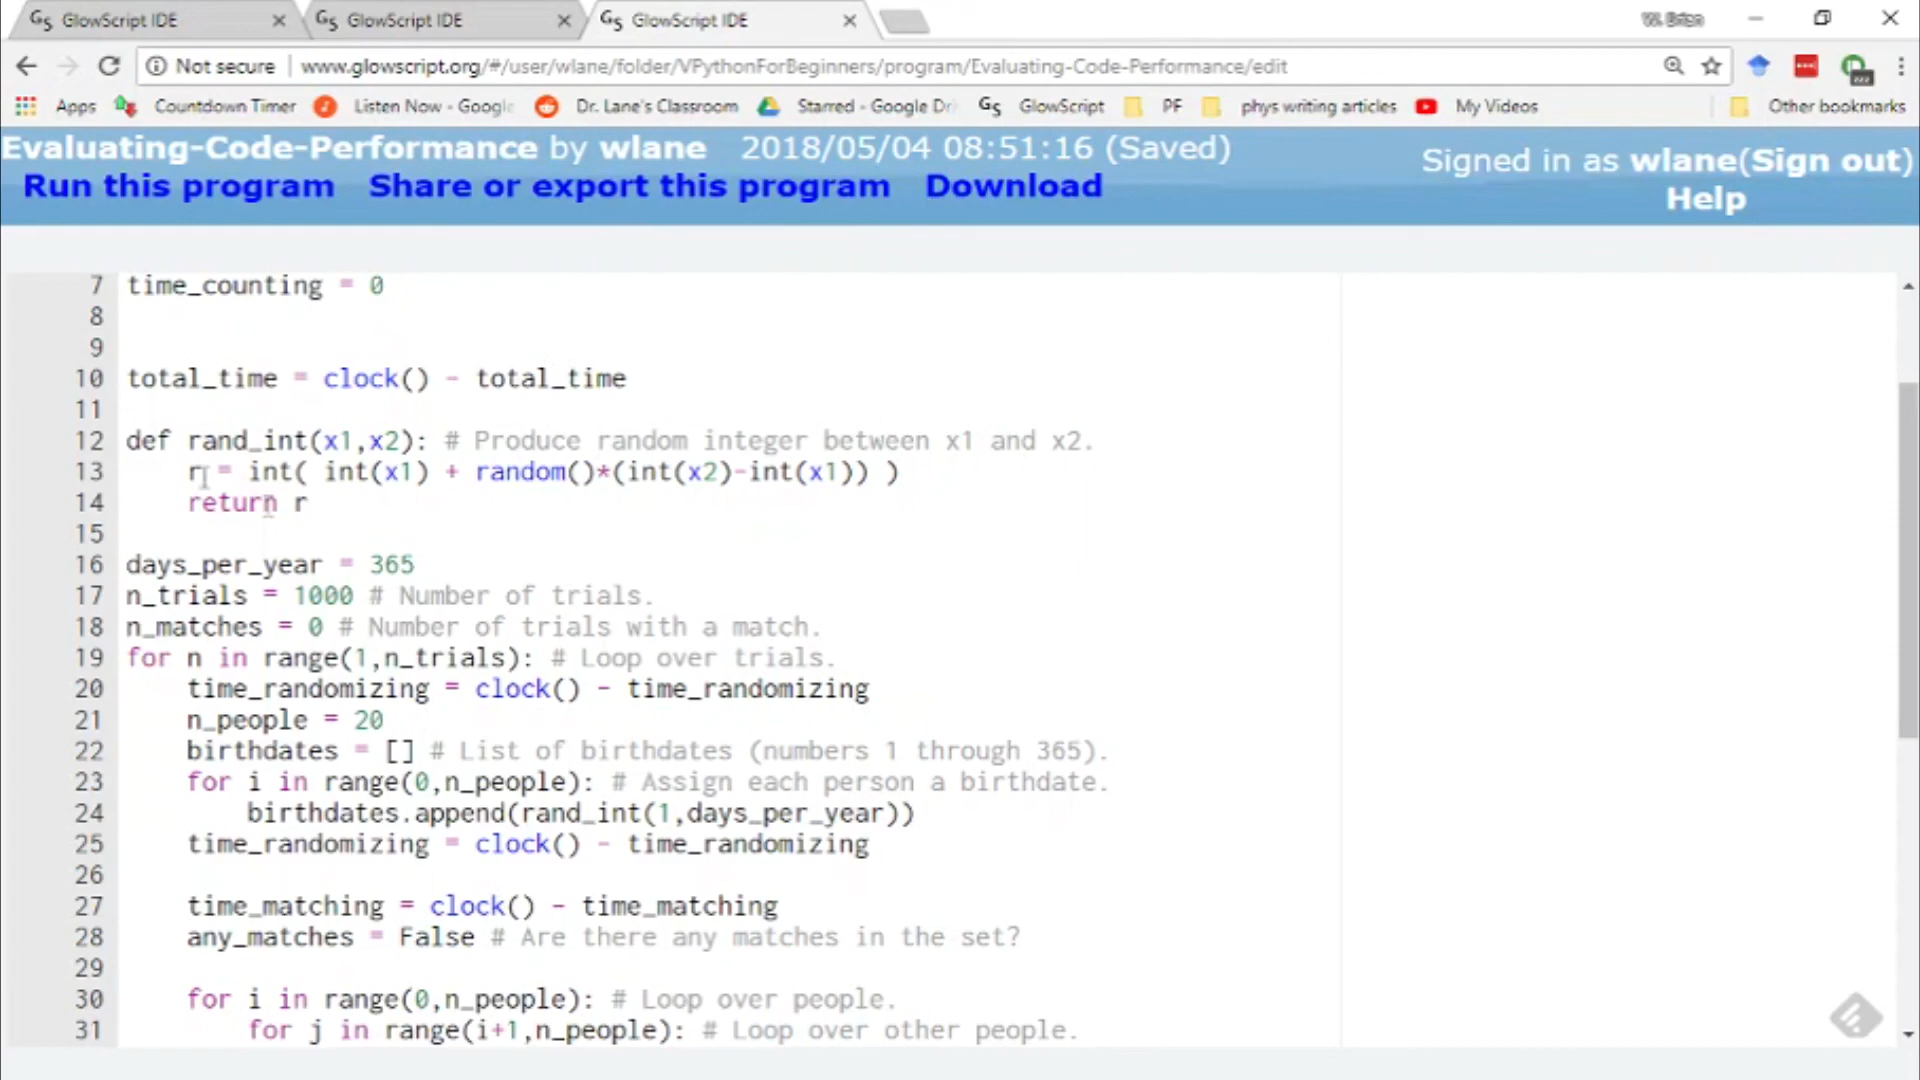 GlowScript IDE
GlowScript IDE
GlowScript IDE
Not secure | www.glowscript.org/#/user/wlane/folder/VPythonForBeginners/program/Evaluating-Code-Performance/edit
Apps Countdown Timer Listen Now - Google Dr. Lane's Classroom Starred - Google Dri GlowScript PF phys writing articles My Videos Other bookmarks
Evaluating-Code-Performance by wlane 2018/05/04 08:51:16 (Saved)
Signed in as wlane(Sign out)
Run this program Share or export this program Download
Help
7 time_counting = 0
8
9
10 total_time = clock() - total_time
11
12 def rand_int(x1,x2): # Produce random integer between x1 and x2.
13 r = int( int(x1) + random()*(int(x2)-int(x1)) )
14 return r
15
16 days_per_year = 365
17 n_trials = 1000 # Number of trials.
18 n_matches = 0 # Number of trials with a match.
19 for n in range(1,n_trials): # Loop over trials.
20 time_randomizing = clock() - time_randomizing
21 n_people = 20
22 birthdates = [] # List of birthdates (numbers 1 through 365).
23 for i in range(0,n_people): # Assign each person a birthdate.
24 birthdates.append(rand_int(1,days_per_year))
25 time_randomizing = clock() - time_randomizing
26
27 time_matching = clock() - time_matching
28 any_matches = False # Are there any matches in the set?
29
30 for i in range(0,n_people): # Loop over people.
31 for j in range(i+1,n_people): # Loop over other people.